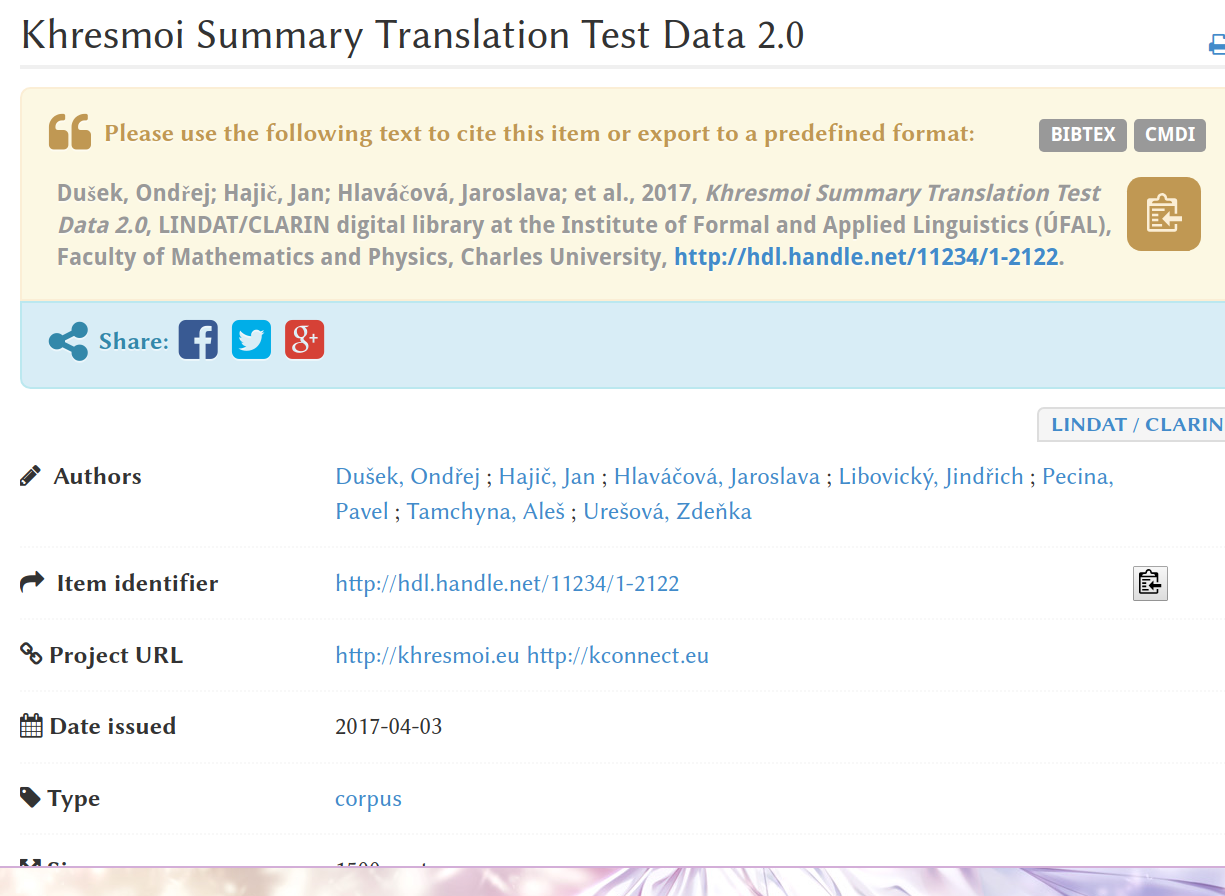 Khresmoi Summary Translation Test Data 2.0
Please use the following text to cite this item or export to a predefined format:
BIBTEX CMDI
Dušek, Ondřej; Hajič, Jan; Hlaváčová, Jaroslava; et al., 2017, Khresmoi Summary Translation Test
Data 2.0, LINDAT/CLARIN digital library at the Institute of Formal and Applied Linguistics (ÚFAL),
Faculty of Mathematics and Physics, Charles University, http://hdl.handle.net/11234/1-2122.
Share:
LINDAT / CLARIN
Authors Dušek, Ondřej ; Hajič, Jan ; Hlaváčová, Jaroslava ; Libovický, Jindřich ; Pecina,
Pavel ; Tamchyna, Aleš ; Urešová, Zdeňka
Item identifier http://hdl.handle.net/11234/1-2122
Project URL http://khresmoi.eu http://kconnect.eu
Date issued 2017-04-03
Type corpus